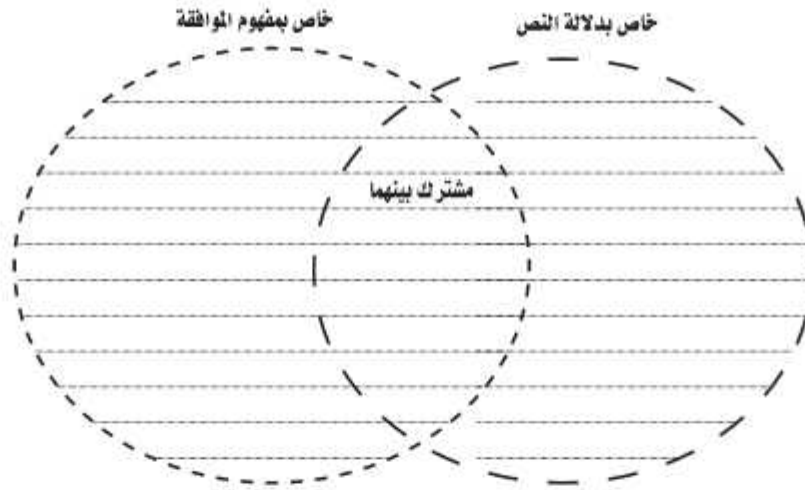 خاص بدلالة النص
خاص بمفهوم الموافقة
مشترك بينهما